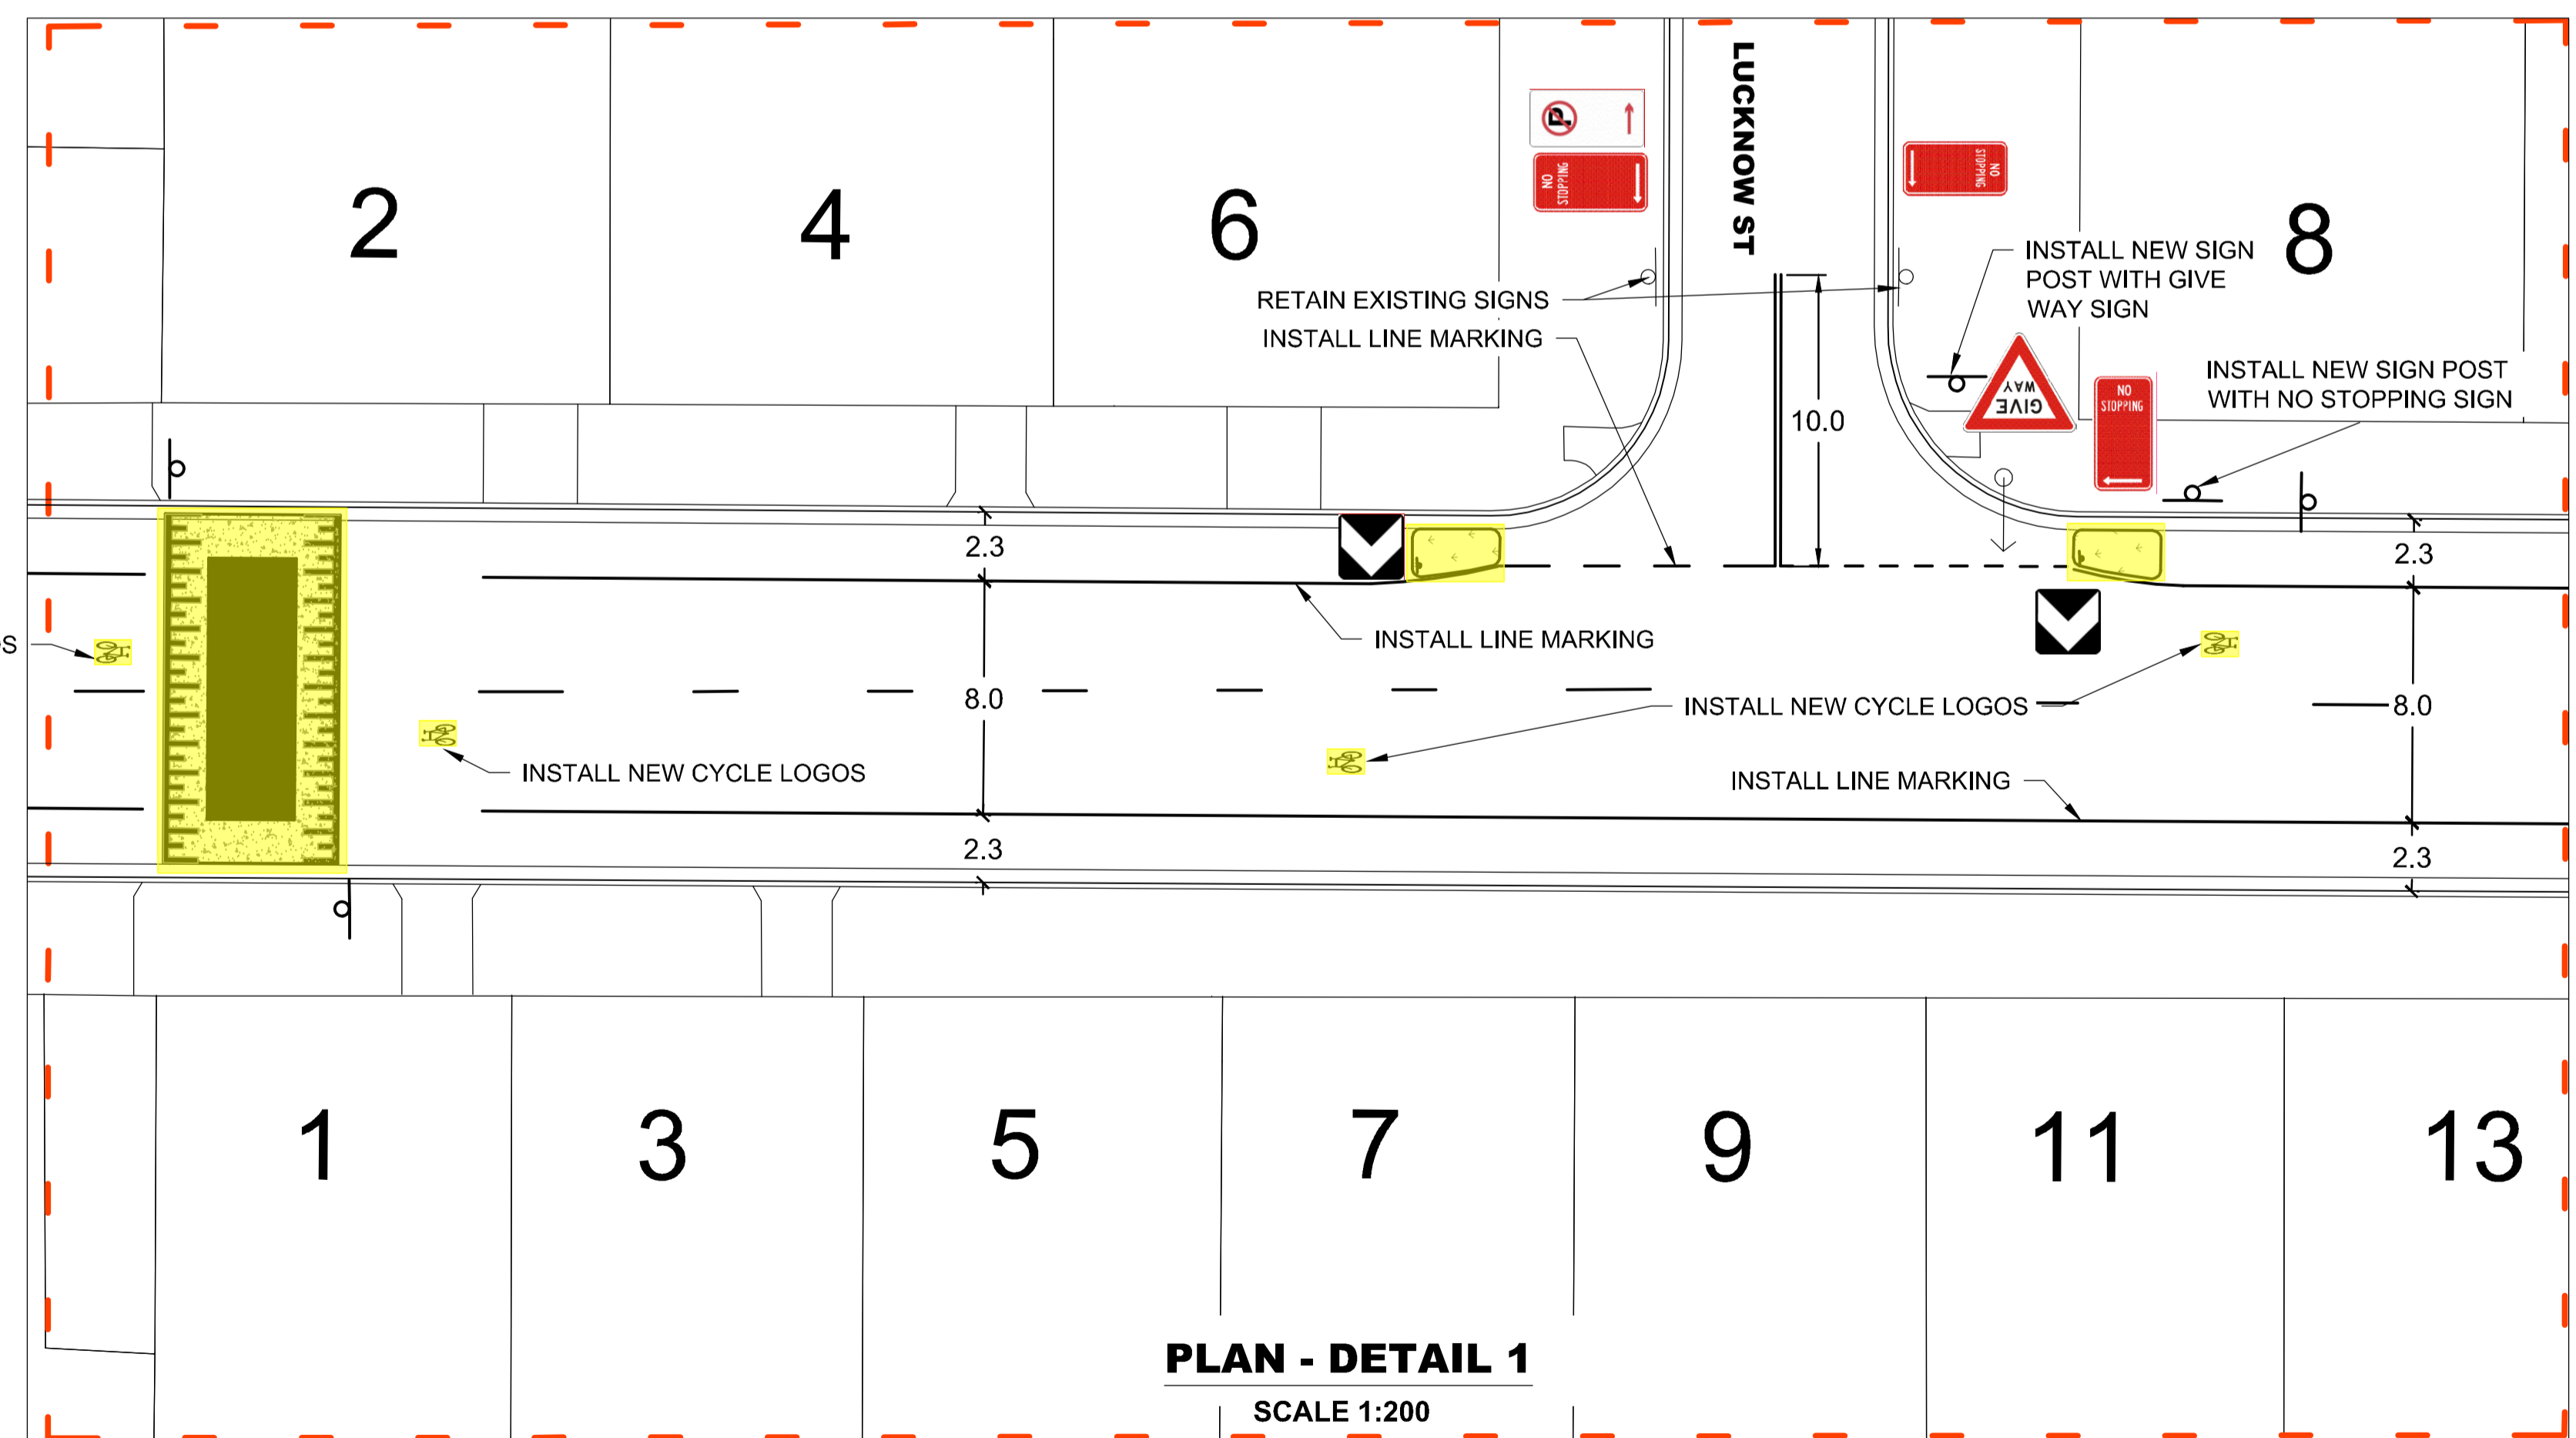 LUCKNOW ST
P
NO
STOPPING
NO
STOPPING
2
4
6
8
RETAIN EXISTING SIGNS
INSTALL LINE MARKING
INSTALL NEW SIGN
POST WITH GIVE
WAY SIGN
GIVE
WAY
NO
STOPPING
INSTALL NEW SIGN POST
WITH NO STOPPING SIGN
10.0
2.3
2.3
S
INSTALL LINE MARKING
8.0
INSTALL NEW CYCLE LOGOS
8.0
INSTALL NEW CYCLE LOGOS
INSTALL LINE MARKING
2.3
2.3
1
3
5
7
9
11
13
PLAN - DETAIL 1
SCALE 1:200